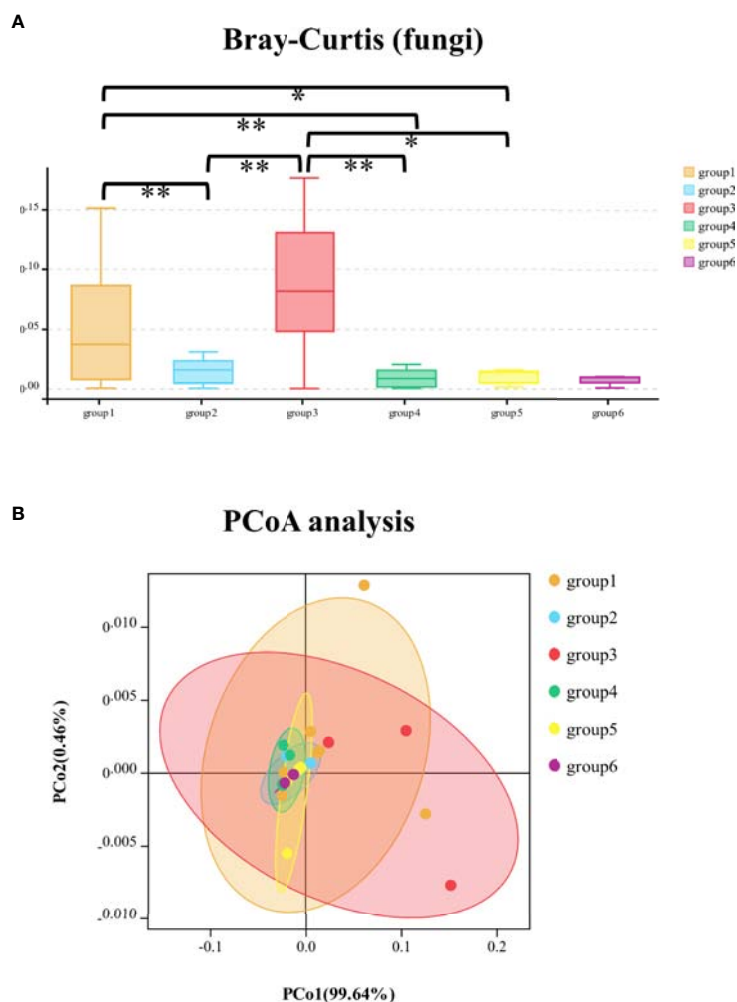 A
Bray-Curtis (fungi)
*
**
*
**
**
**
0.15
0.10
0.05
0.00
group1
group2
group3
group4
group5
group6
group1
group2
group3
group4
group5
group6
B
PCoA analysis
PCo2(0.46%)
0.010
0.005
0.000
-0.005
-0.010
-0.1
0.0
0.1
0.2
PCo1(99.64%)
group1
group2
group3
group4
group5
group6